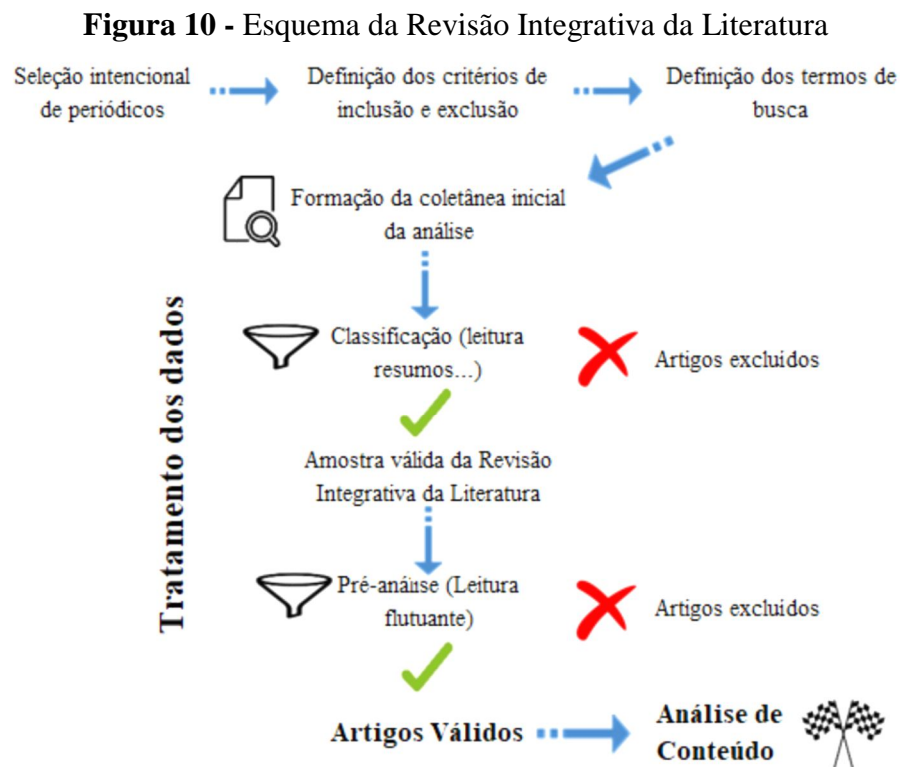 Figura 10 - Esquema da Revisão Integrativa da Literatura
Seleção intencional
de periódicos
Definição dos critérios de
inclusão e exclusão
Definição dos termos de
busca
Formação da coletânea inicial
da análise
Tratamento dos dados
Classificação (leitura
resumos...)
Artigos excluidos
Amostra válida da Revisão
Integrativa da Literatura
Pré-análise (Leitura
flutuante)
Artigos excluidos
Artigos Válidos
Análise de
Conteúdo